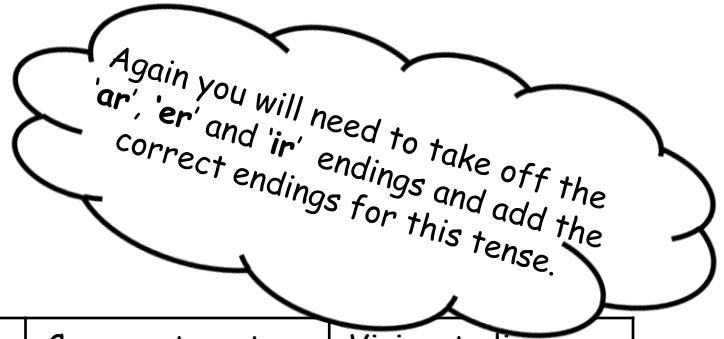 Again you will need to take off the
‘ar’, ‘er’ and ‘ir’ endings and add the
correct endings for this tense.